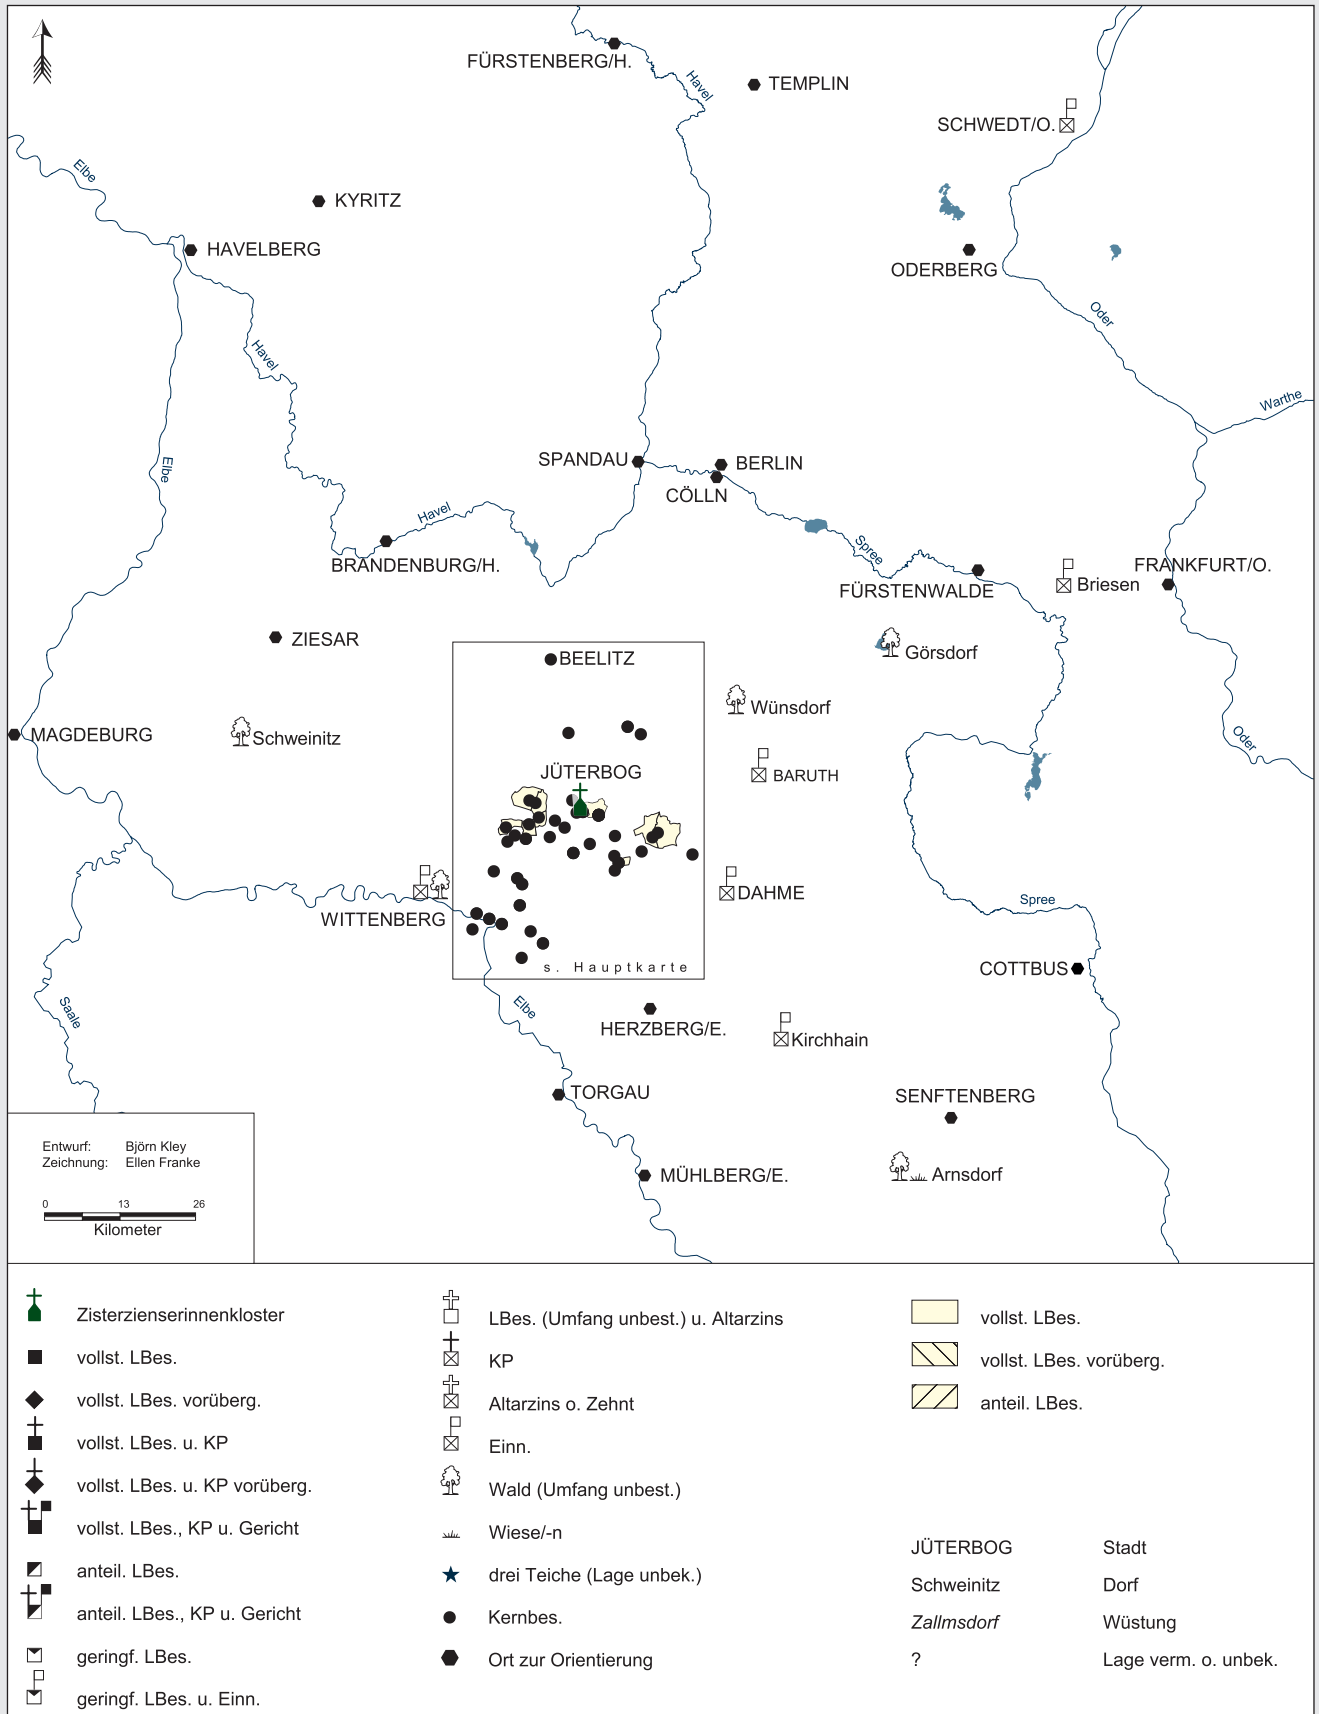 FÜRSTENBERG/H.
Havel
TEMPLIN
SCHWEDT/O.
Elbe
KYRITZ
HAVELBERG
ODERBERG
Oder
Havel
Warthe
Elbe
SPANDAU
BERLIN
CÖLLN
Havel
Spree
BRANDENBURG/H.
FRANKFURT/O.
FÜRSTENWALDE
Briesen
ZIESAR
BEELITZ
Görsdorf
Wünsdorf
MAGDEBURG
Schweinitz
Oder
JÜTERBOG
BARUTH
DAHME
Spree
WITTENBERG
s. Hauptkarte
COTTBUS
Saale
Elbe
HERZBERG/E.
Kirchhain
TORGAU
SENFTENBERG
MÜHLBERG/E.
Arnsdorf
Entwurf: Björn Kley
Zeichnung: Ellen Franke
0 13 26
Kilometer
Zisterzienserinnenkloster
vollst. LBes.
vollst. LBes. vorüberg.
vollst. LBes. u. KP
vollst. LBes. u. KP vorüberg.
vollst. LBes., KP u. Gericht
anteil. LBes.
anteil. LBes., KP u. Gericht
geringf. LBes.
geringf. LBes. u. Einn.
LBes. (Umfang unbest.) u. Altarzins
KP
Altarzins o. Zehnt
Einn.
Wald (Umfang unbest.)
Wiese/-n
drei Teiche (Lage unbek.)
Kernbes.
Ort zur Orientierung
vollst. LBes.
vollst. LBes. vorüberg.
anteil. LBes.
JÜTERBOG Stadt
Schweinitz Dorf
Zallmsdorf Wüstung
? Lage verm. o. unbek.